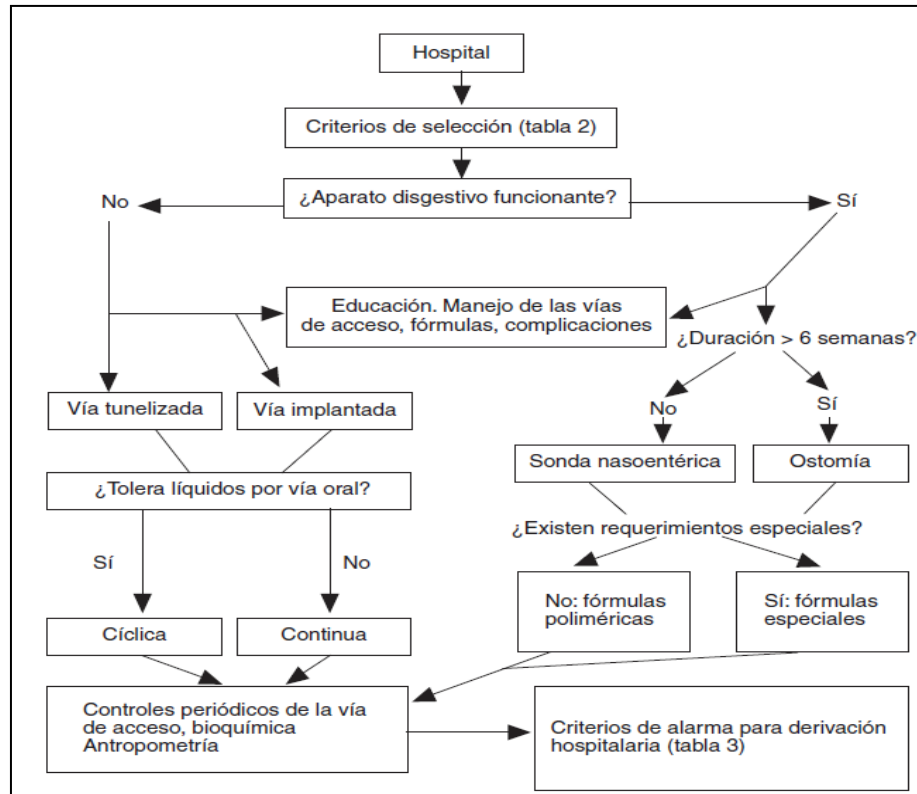 Hospital
Criterios de selección (tabla 2)
¿Aparato disgestivo funcionante?
No
Sí
Educación. Manejo de las vías
de acceso, fórmulas, complicaciones
¿Duración > 6 semanas?
Vía tunelizada
Vía implantada
No
Sí
Sonda nasoentérica
Ostomía
¿Tolera líquidos por vía oral?
¿Existen requerimientos especiales?
Sí
No
No: fórmulas
poliméricas
Sí: fórmulas
especiales
Cíclica
Continua
Controles periódicos de la vía
de acceso, bioquímica
Antropometría
Criterios de alarma para derivación
hospitalaria (tabla 3)